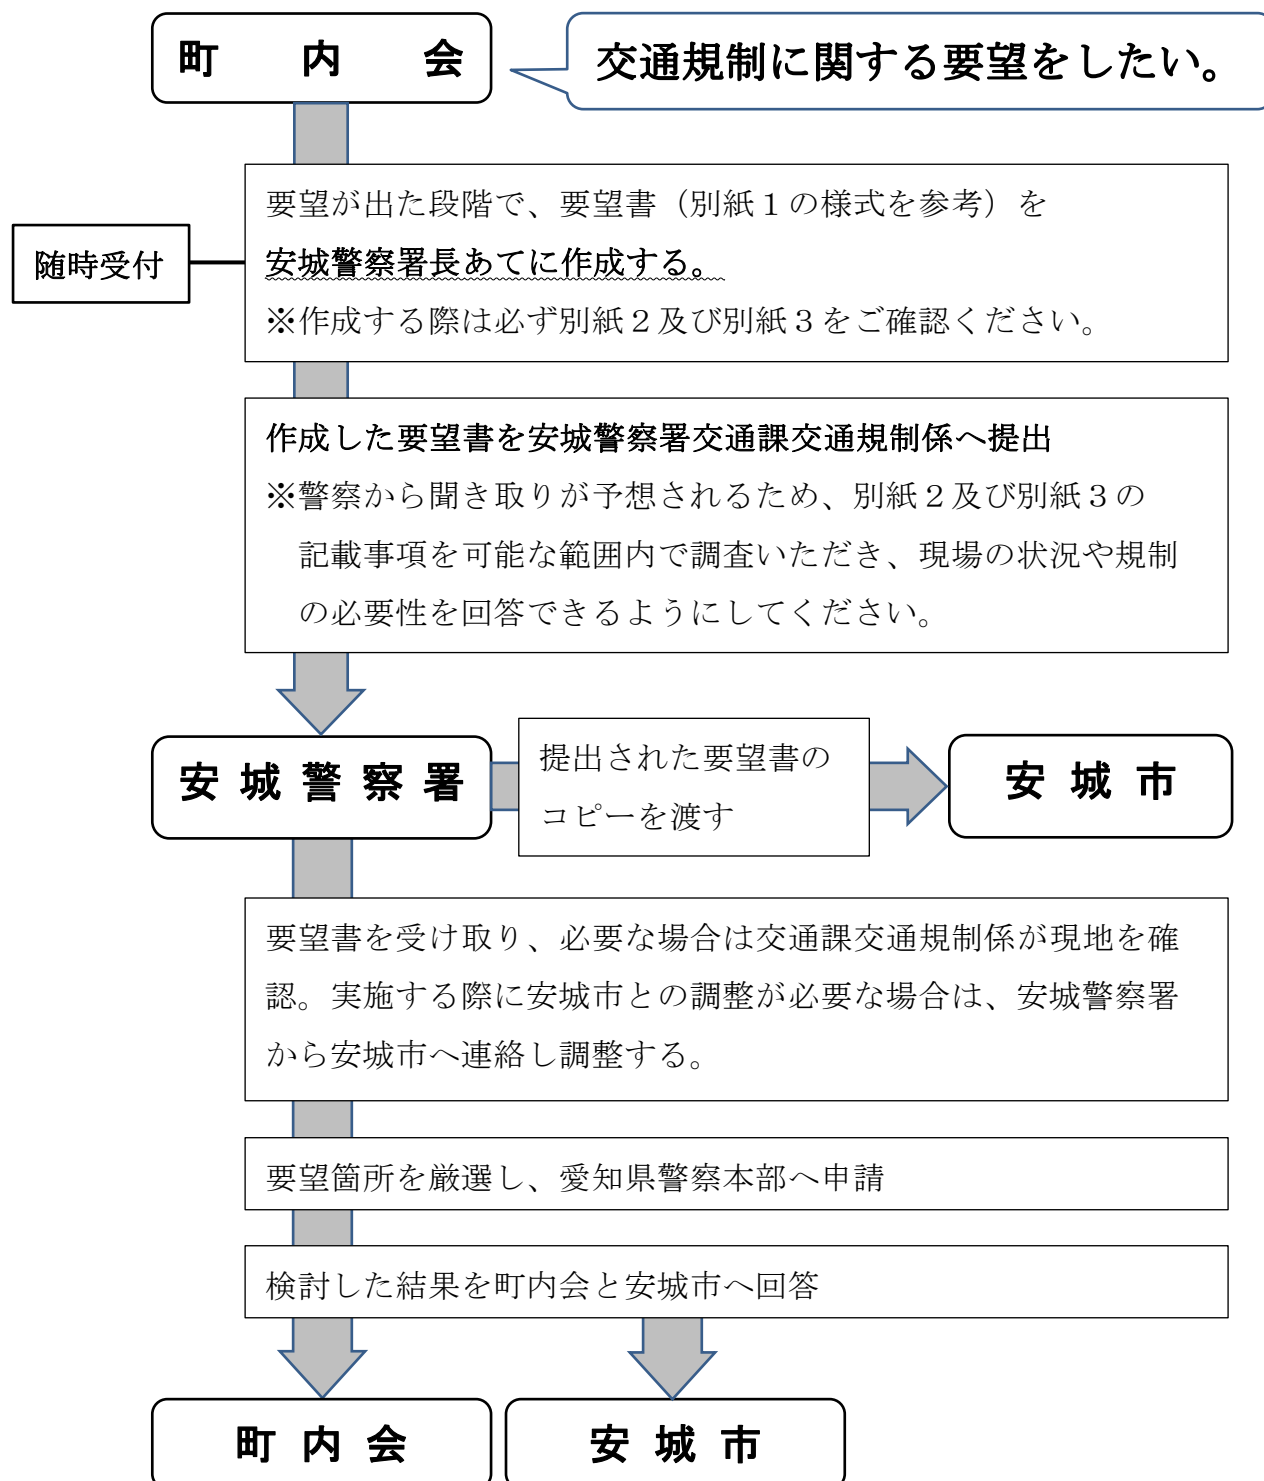 町内会
交通規制に関する要望をしたい。
要望が出た段階で、要望書（別紙１の様式を参考）を
安城警察署長あてに作成する。
※作成する際は必ず別紙２及び別紙３をご確認ください。
随時受付
作成した要望書を安城警察署交通課交通規制係へ提出
※警察から聞き取りが予想されるため、別紙２及び別紙３の
記載事項を可能な範囲内で調査いただき、現場の状況や規制
の必要性を回答できるようにしてください。
安城警察署
提出された要望書の
コピーを渡す
安城市
要望書を受け取り、必要な場合は交通課交通規制係が現地を確
認。実施する際に安城市との調整が必要な場合は、安城警察署
から安城市へ連絡し調整する。
要望箇所を厳選し、愛知県警察本部へ申請
検討した結果を町内会と安城市へ回答
町内会
安城市